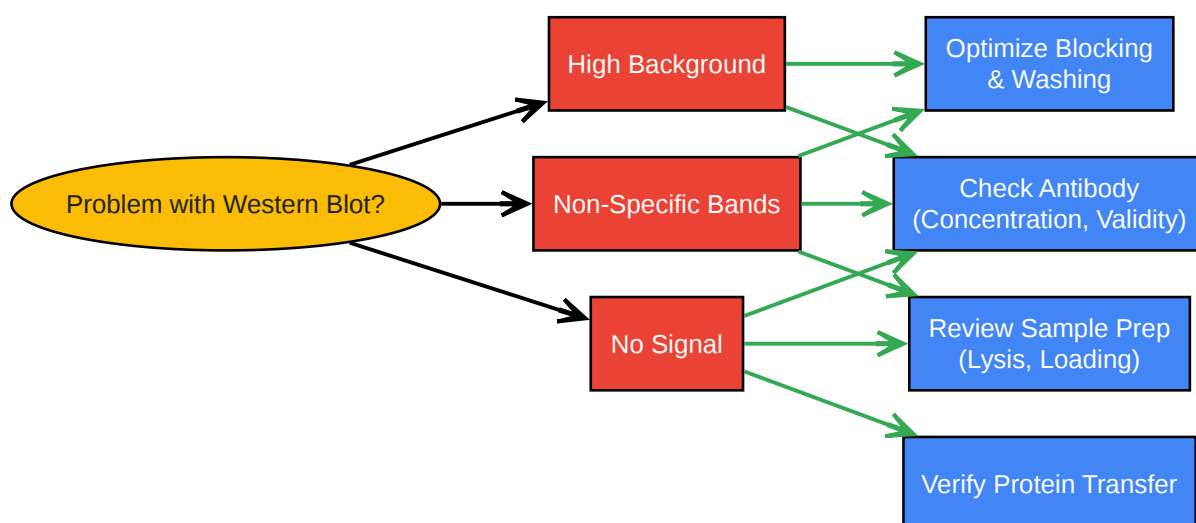 Problem with Western Blot?
High Background
Non-Specific Bands
No Signal
Optimize Blocking
& Washing
Check Antibody
(Concentration, Validity)
Review Sample Prep
(Lysis, Loading)
Verify Protein Transfer